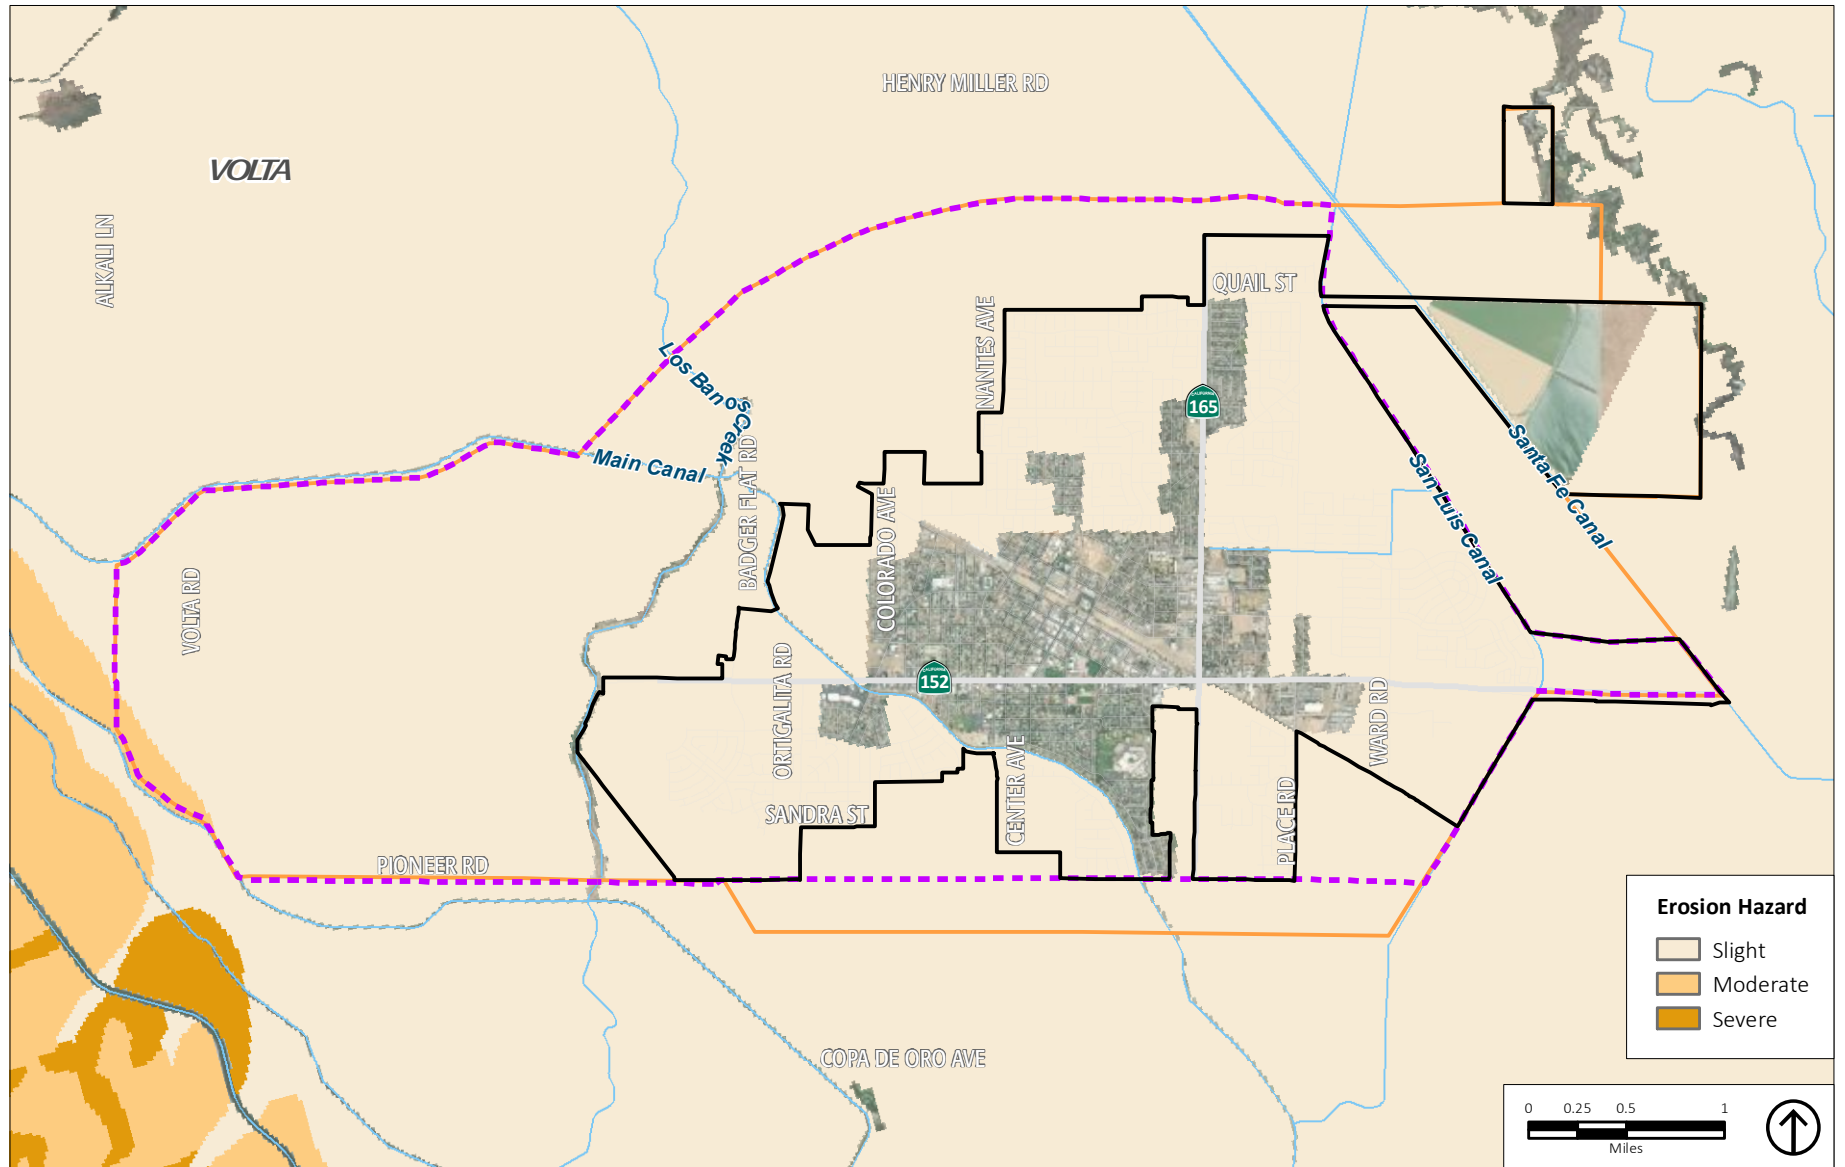 HENRY MILLER RD
VOLTA
ALKALI LN
QUAIL ST
NANTES AVE
Los Banos Creek
CALIFORNIA
165
Main Canal
BADGER FLAT RD
COLORADO AVE
San Luis Canal
Santa Fe Canal
VOLTA RD
ORTIGALITA RD
CALIFORNIA
152
WARD RD
CENTER AVE
PLACE RD
SANDRA ST
PIONEER RD
COPA DE ORO AVE
Erosion Hazard
Slight
Moderate
Severe
0 0.25 0.5 1
Miles